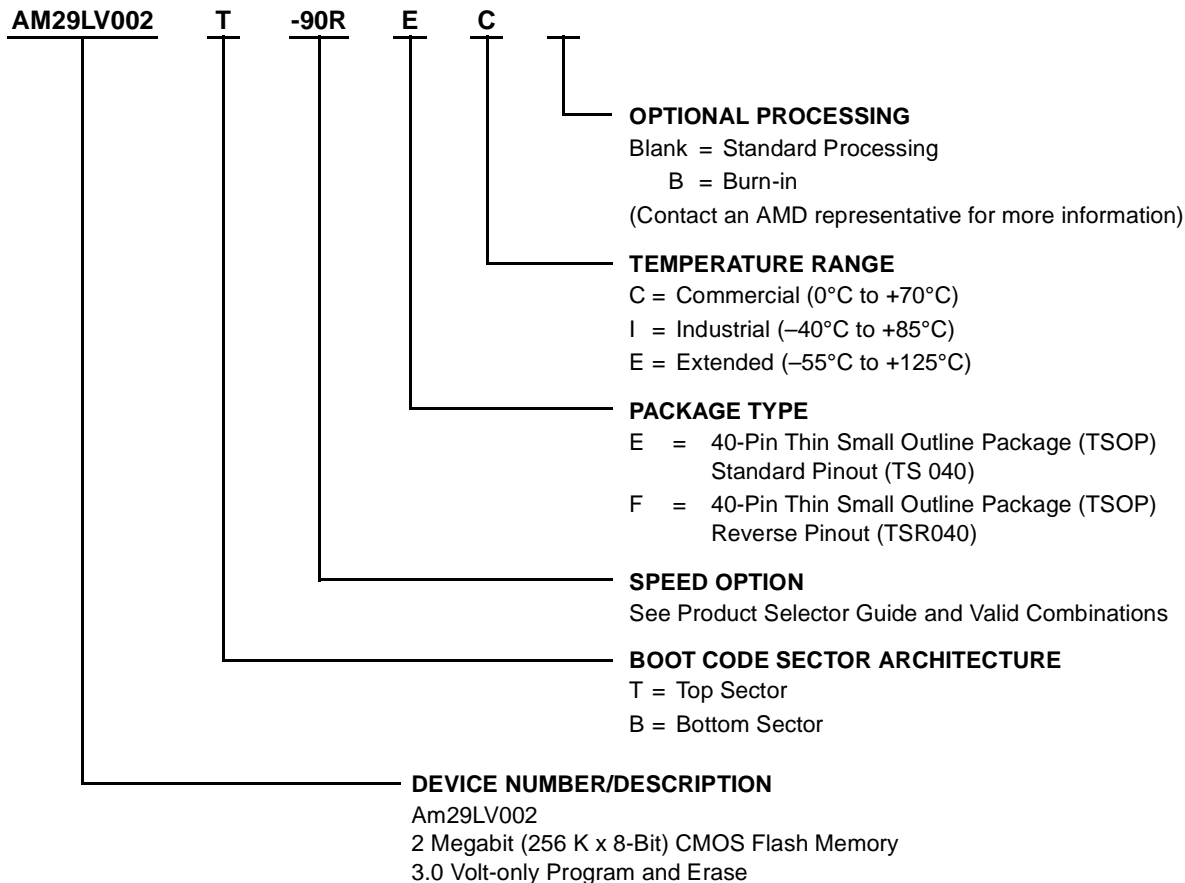 AM29LV002 T -90R E C
OPTIONAL PROCESSING
Blank = Standard Processing
B = Burn-in
(Contact an AMD representative for more information)
TEMPERATURE RANGE
C = Commercial (0°C to +70°C)
I = Industrial (–40°C to +85°C)
E = Extended (–55°C to +125°C)
PACKAGE TYPE
E = 40-Pin Thin Small Outline Package (TSOP)
Standard Pinout (TS 040)
F = 40-Pin Thin Small Outline Package (TSOP)
Reverse Pinout (TSR040)
SPEED OPTION
See Product Selector Guide and Valid Combinations
BOOT CODE SECTOR ARCHITECTURE
T = Top Sector
B = Bottom Sector
DEVICE NUMBER/DESCRIPTION
Am29LV002
2 Megabit (256 K x 8-Bit) CMOS Flash Memory
3.0 Volt-only Program and Erase